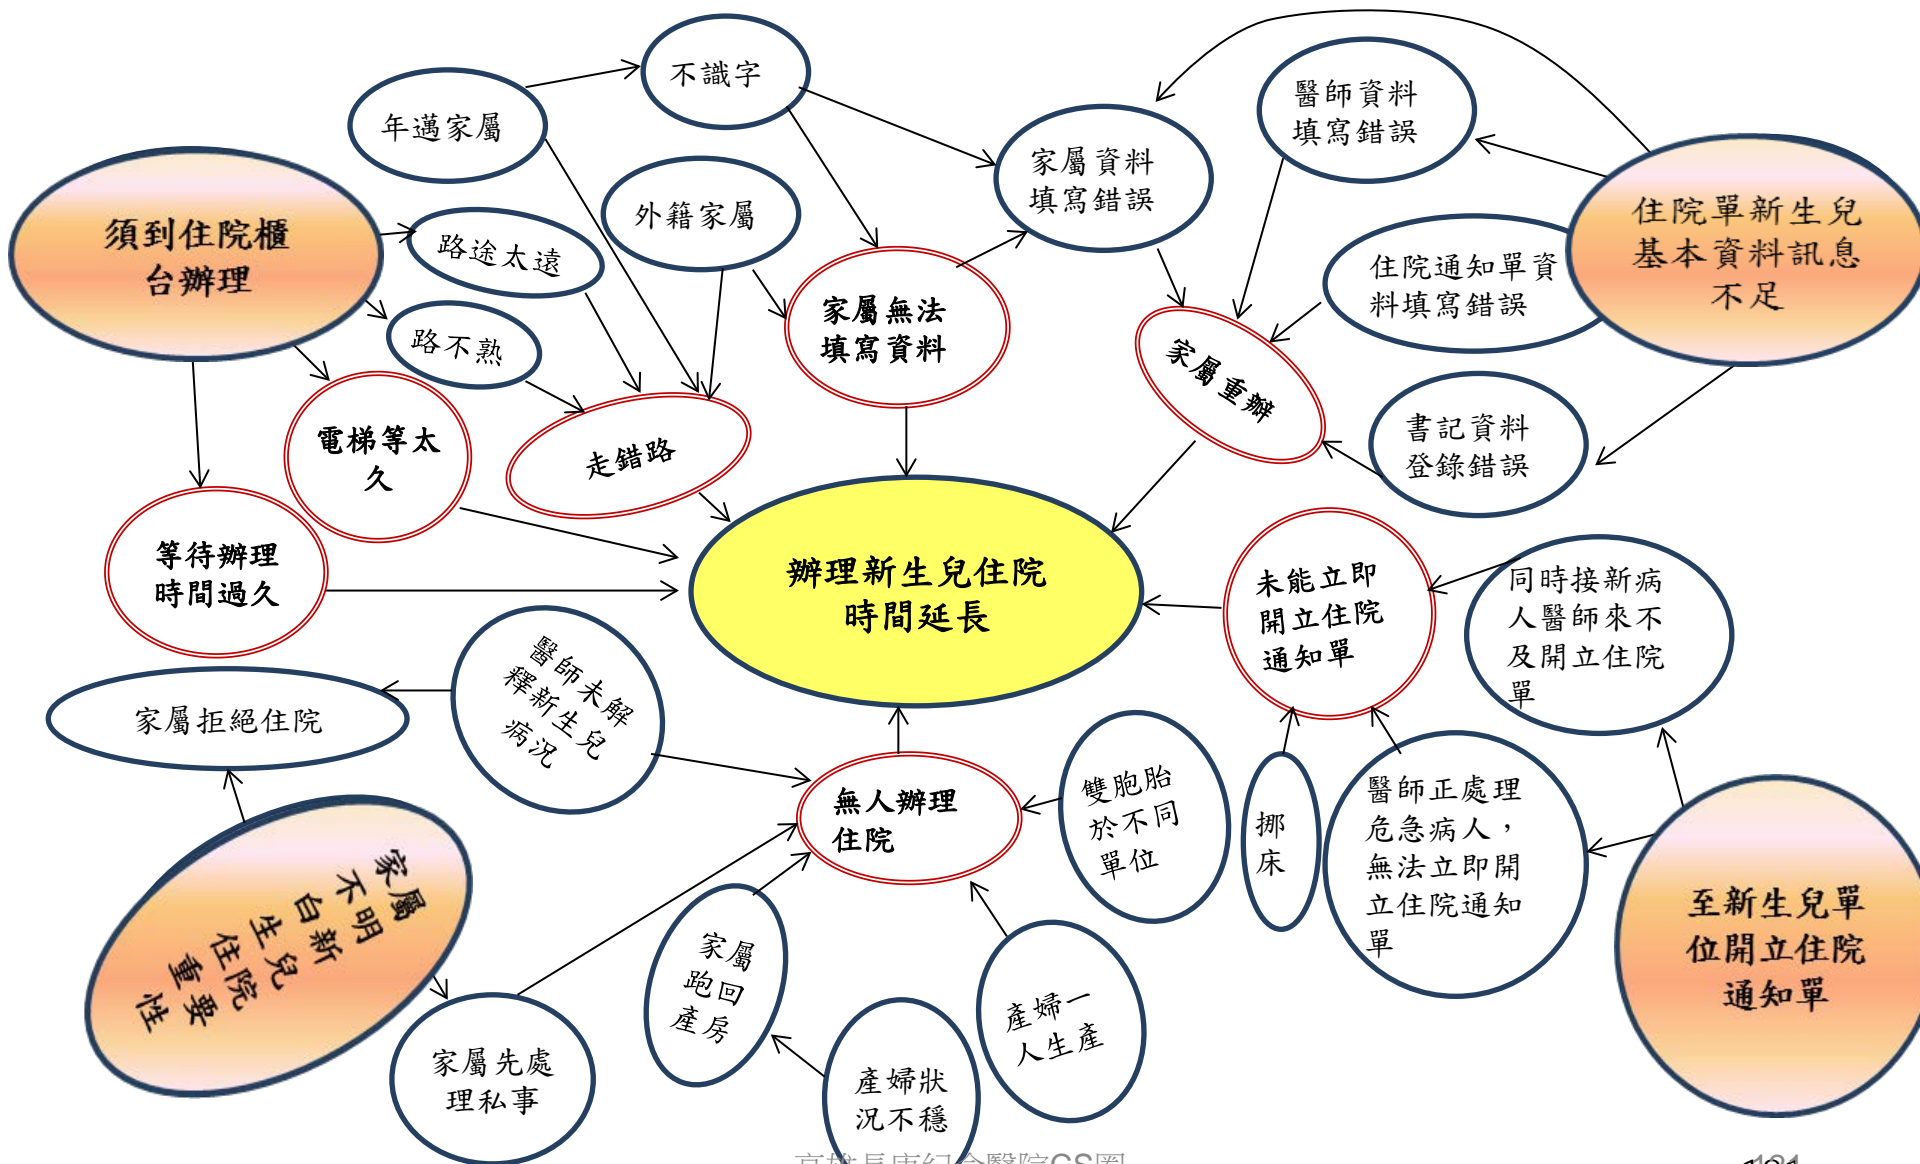 不識字
年邁家屬
醫師資料
填寫錯誤
家屬資料
填寫錯誤
外籍家屬
須到住院櫃
台辦理
路途太遠
住院單新生兒
基本資料訊息
不足
住院通知單資
料填寫錯誤
家屬無法
填寫資料
路不熟
家屬重辦
電梯等太
久
走錯路
書記資料
登錄錯誤
等待辦理
時間過久
辦理新生兒住院
時間延長
未能立即
開立住院
通知單
同時接新病
人醫師來不
及開立住院
單
醫師未解
釋新生兒
病況
家屬拒絕住院
無人辦理
住院
雙胞胎
於不同
單位
挪
床
醫師正處理
危急病人，
無法立即開
立住院通知
單
至新生兒單
位開立住院
通知單
家屬
不明
白新
生兒
住院
重要
性
家屬
跑回
產房
產婦一
人生產
家屬先處
理私事
產婦狀
況不穩
高雄長庚紀念醫院CS圈